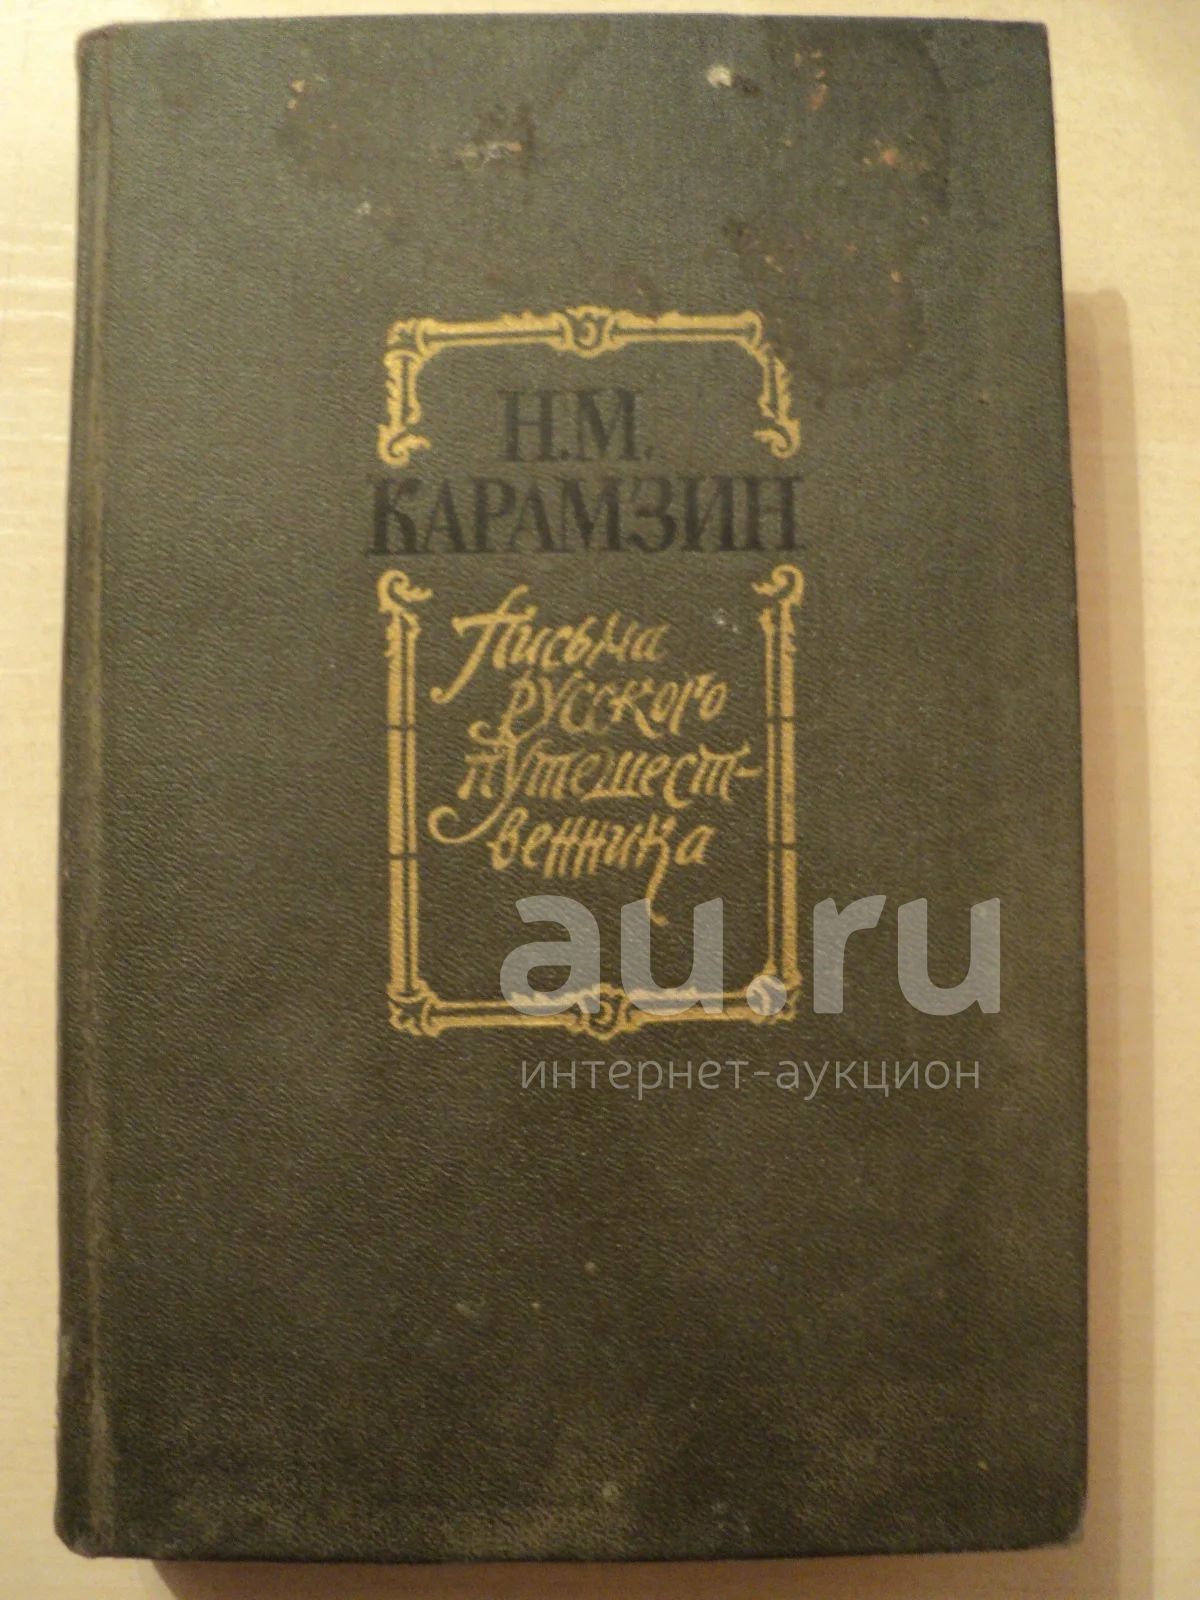 Н.М.
КАРАМЗИН
Письма
русского
путешест-
венника
au.ru
интернет-аукцион